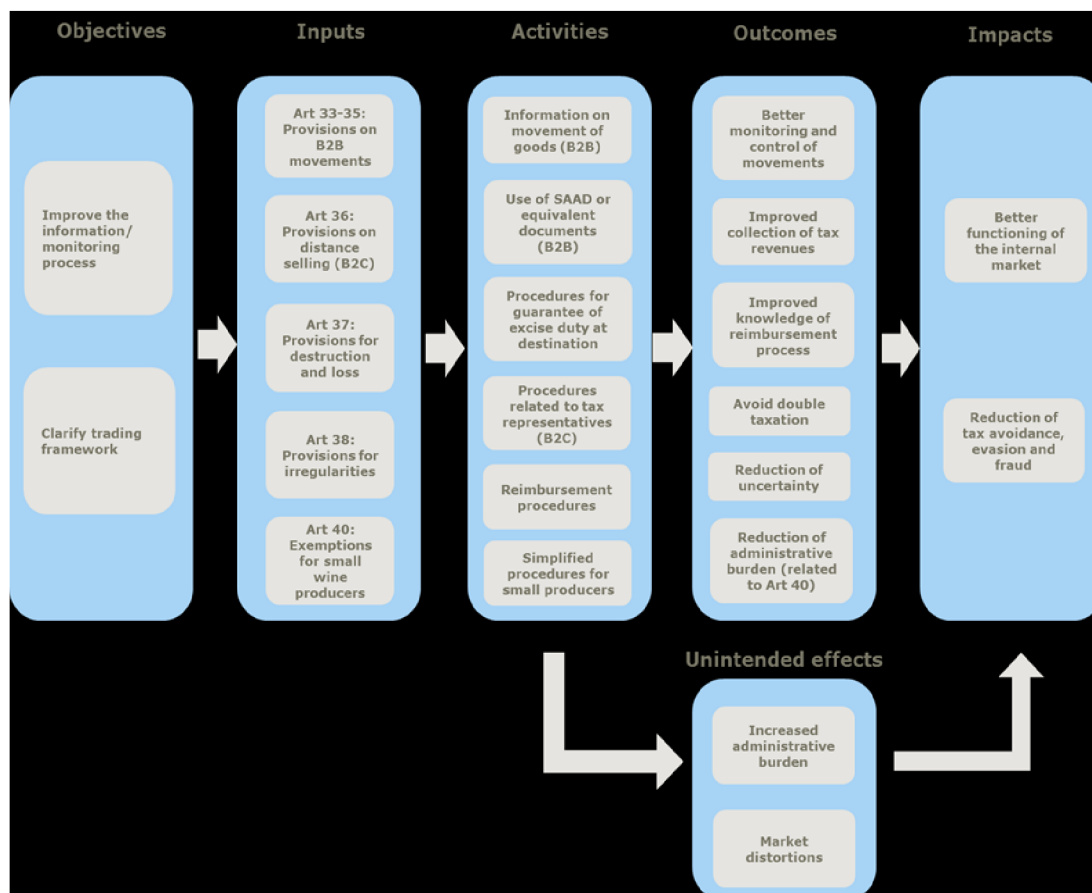 Objectives
Inputs
Activities
Outcomes
Impacts
Improve the
information/
monitoring
process
Clarify trading
framework
Art 33-35:
Provisions on
B2B
movements
Art 36:
Provisions on
distance
selling (B2C)
Art 37:
Provisions for
destruction
and loss
Art 38:
Provisions for
irregularities
Art 40:
Exemptions for
small wine
producers
Information on
movement of
goods (B2B)
Use of SAAD or
equivalent
documents
(B2B)
Procedures for
guarantee of
excise duty at
destination
Procedures
related to tax
representatives
(B2C)
Reimbursement
procedures
Simplified
procedures for
small producers
Better
monitoring and
control of
movements
Improved
collection of tax
revenues
Improved
knowledge of
reimbursement
process
Avoid double
taxation
Reduction of
uncertainty
Reduction of
administrative
burden (related
to Art 40)
Better
functioning of
the internal
market
Reduction of
tax avoidance,
evasion and
fraud
Unintended effects
Increased
administrative
burden
Market
distortions